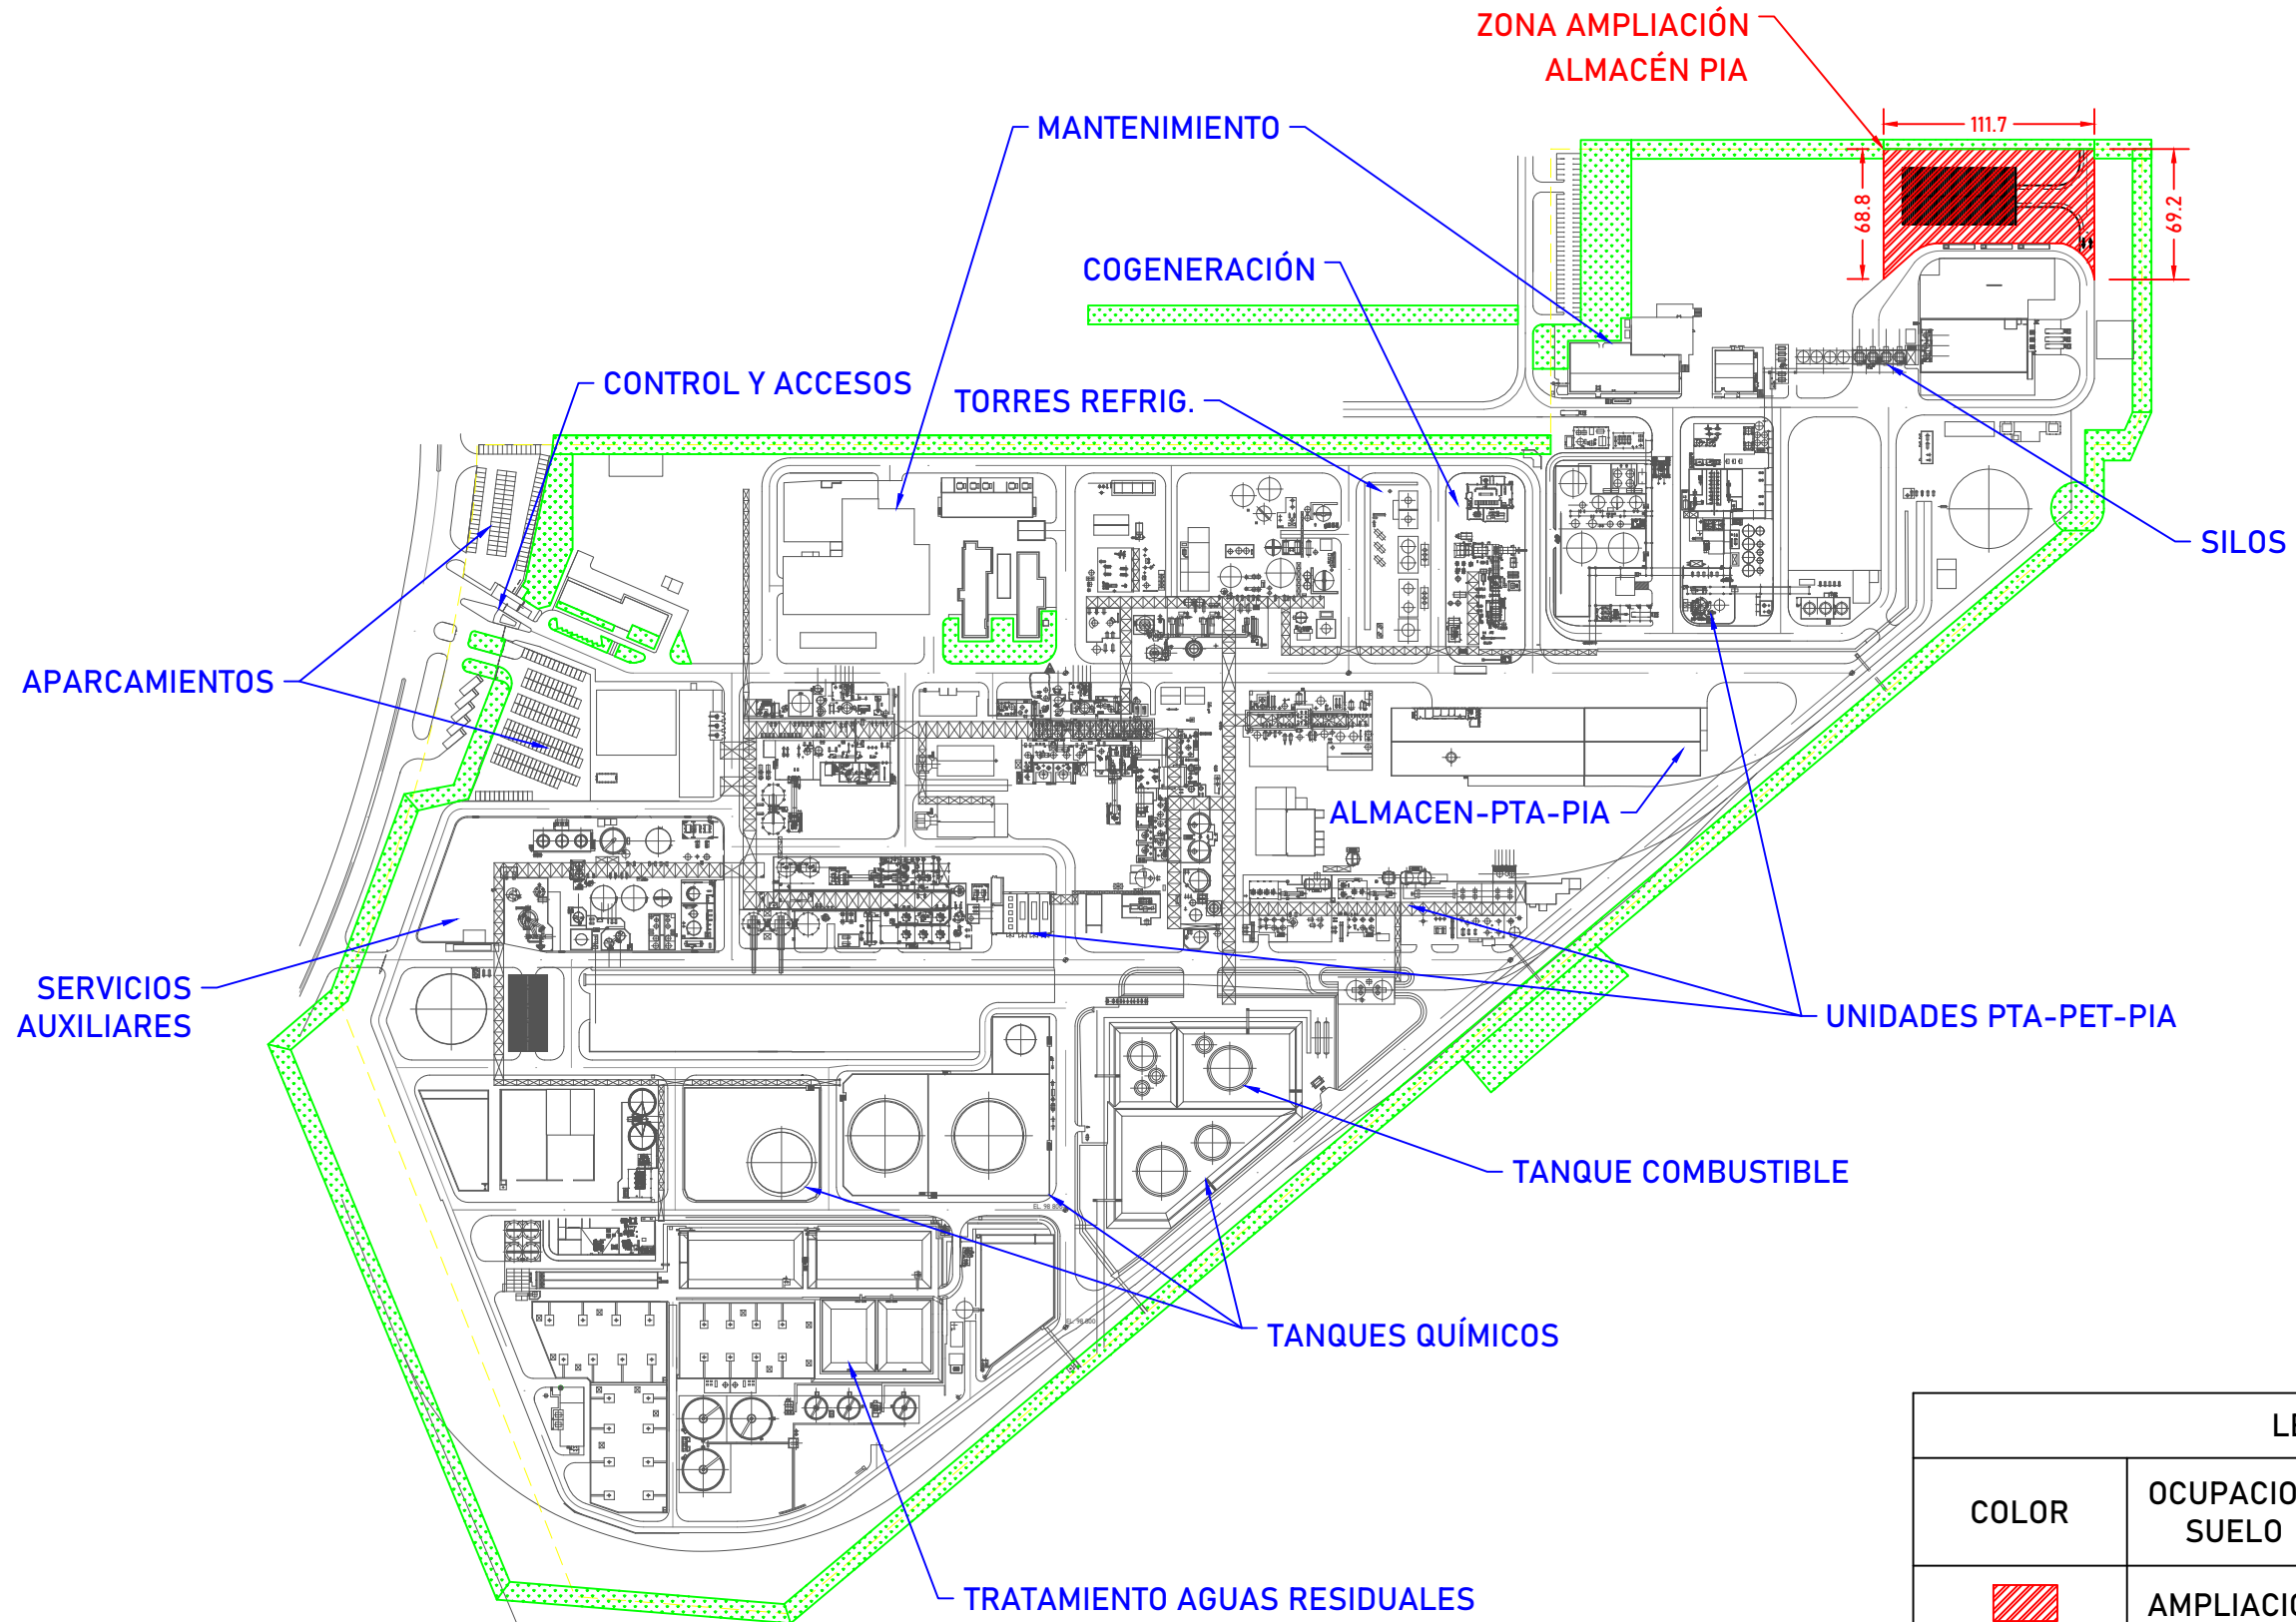 ZONA AMPLIACIÓN
ALMACÉN PIA
111.7
MANTENIMIENTO
68.8
69.2
COGENERACIÓN
CONTROL Y ACCESOS
TORRES REFRIG.
SILOS
APARCAMIENTOS
ALMACEN-PTA-PIA
SERVICIOS
AUXILIARES
UNIDADES PTA-PET-PIA
TANQUE COMBUSTIBLE
TANQUES QUÍMICOS
TRATAMIENTO AGUAS RESIDUALES
COLOR
SUELO